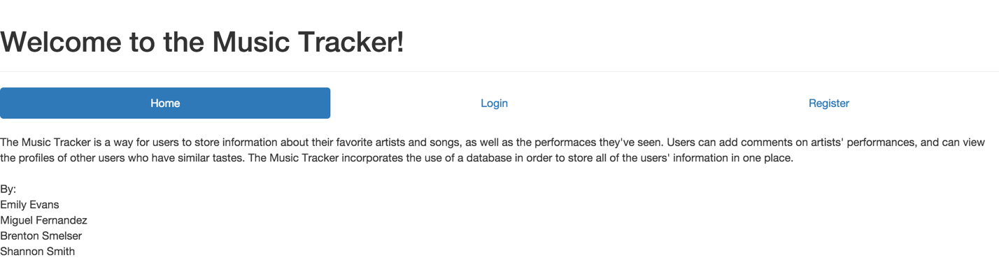 Welcome to the Music Tracker!
Home
Login
Register
The Music Tracker is a way for users to store information about their favorite artists and songs, as well as the performaces they've seen. Users can add comments on artists' performances, and can view
the profiles of other users who have similar tastes. The Music Tracker incorporates the use of a database in order to store all of the users' information in one place.
By:
Emily Evans
Miguel Fernandez
Brenton Smelser
Shannon Smith